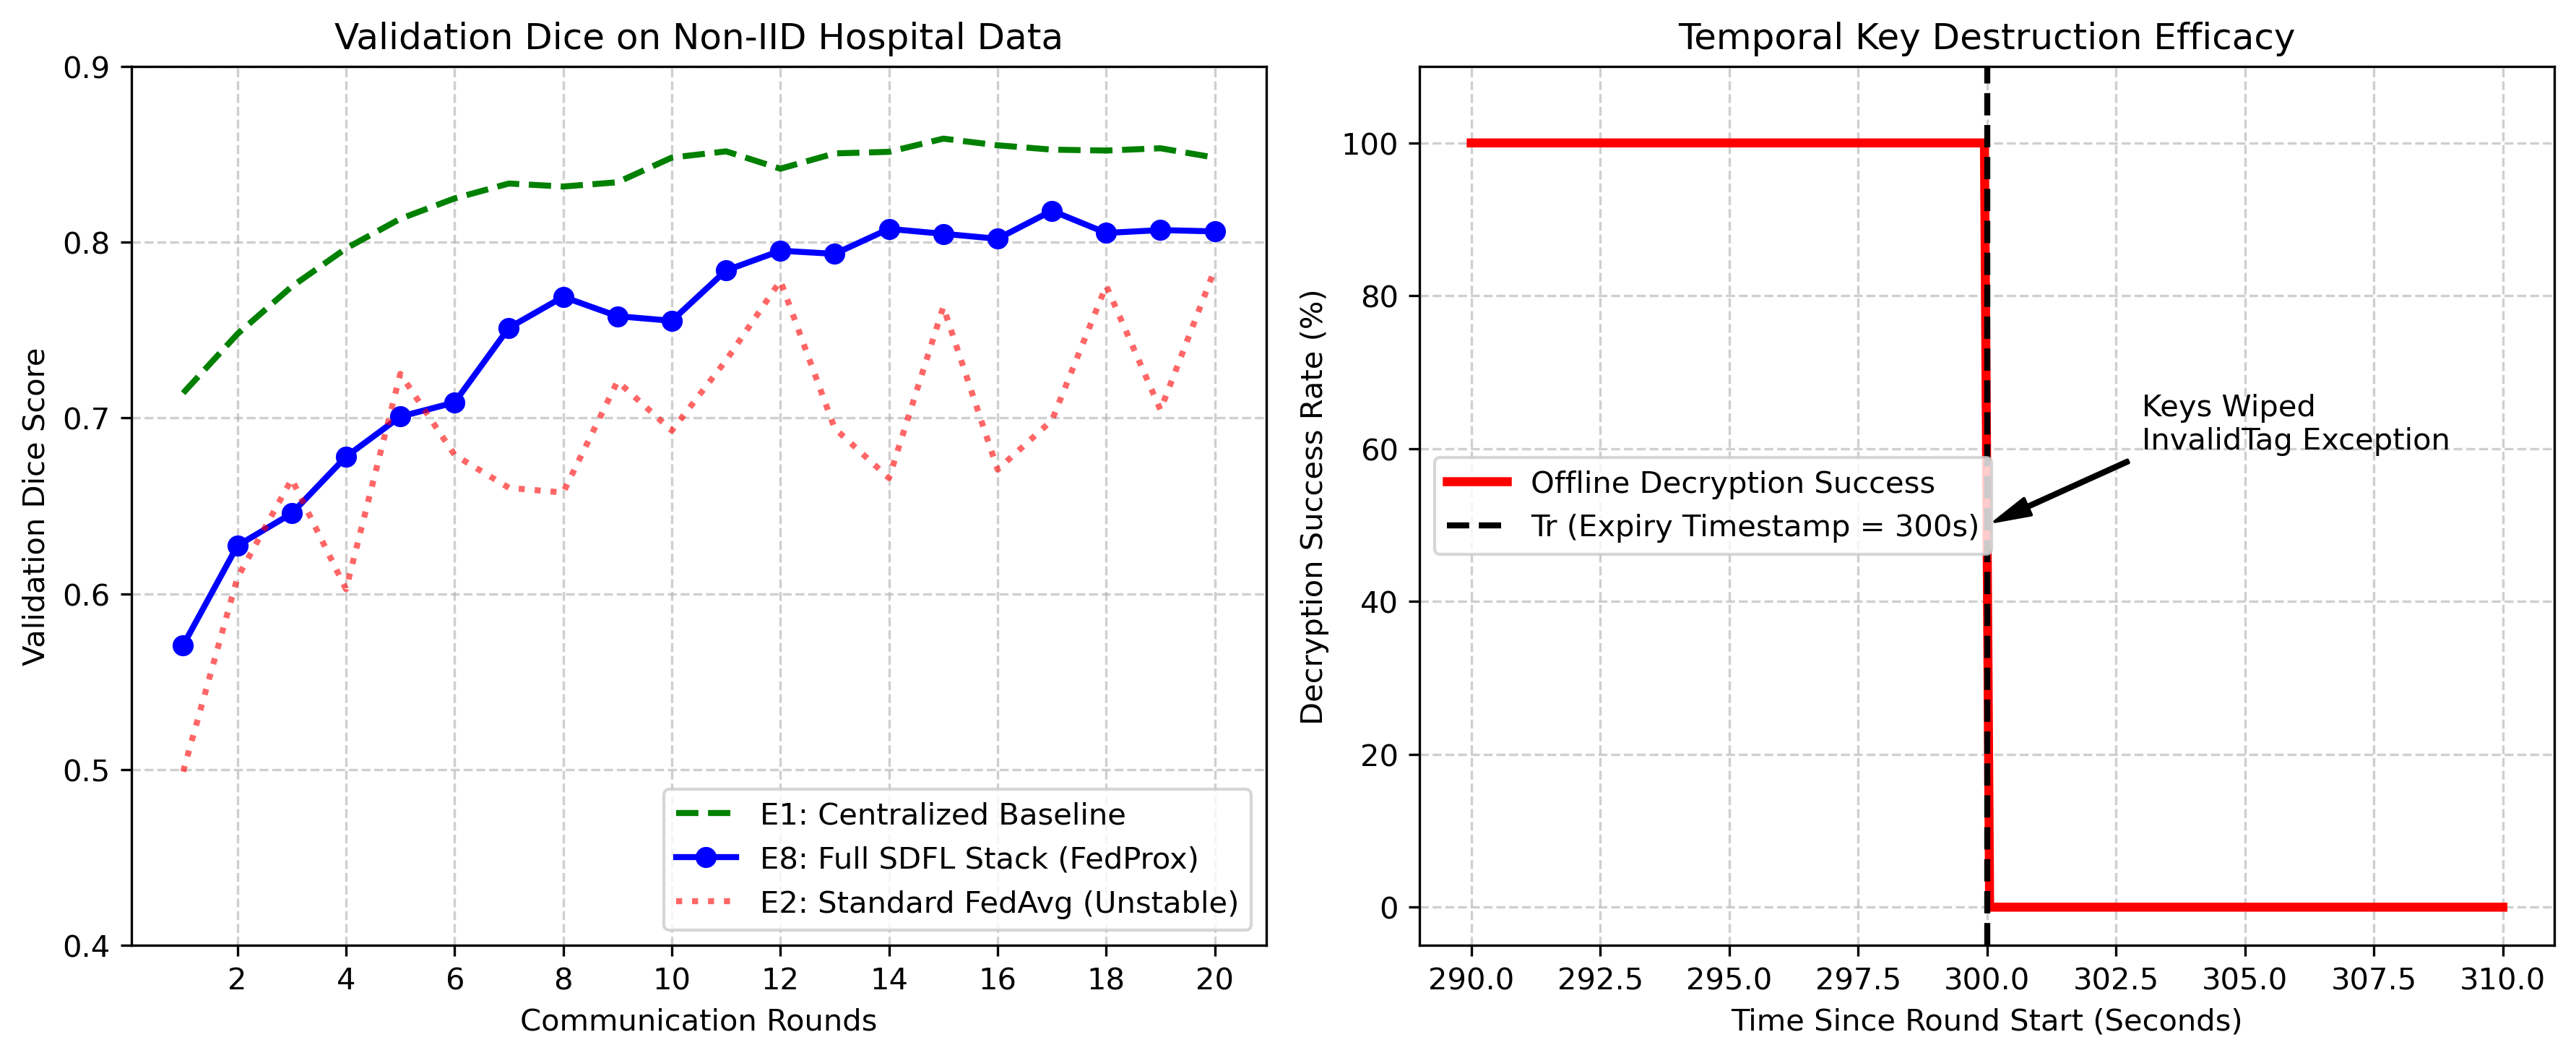 Validation Dice on Non-IID Hospital Data
0.9
0.8
0.7
0.6
0.5
0.4
Validation Dice Score
E1: Centralized Baseline
E8: Full SDFL Stack (FedProx)
E2: Standard FedAvg (Unstable)
2 4 6 8 10 12 14 16 18 20
Communication Rounds
Temporal Key Destruction Efficacy
100
80
60
40
20
0
Decryption Success Rate (%)
Keys Wiped
InvalidTag Exception
Offline Decryption Success
Tr (Expiry Timestamp = 300s)
290.0 292.5 295.0 297.5 300.0 302.5 305.0 307.5 310.0
Time Since Round Start (Seconds)